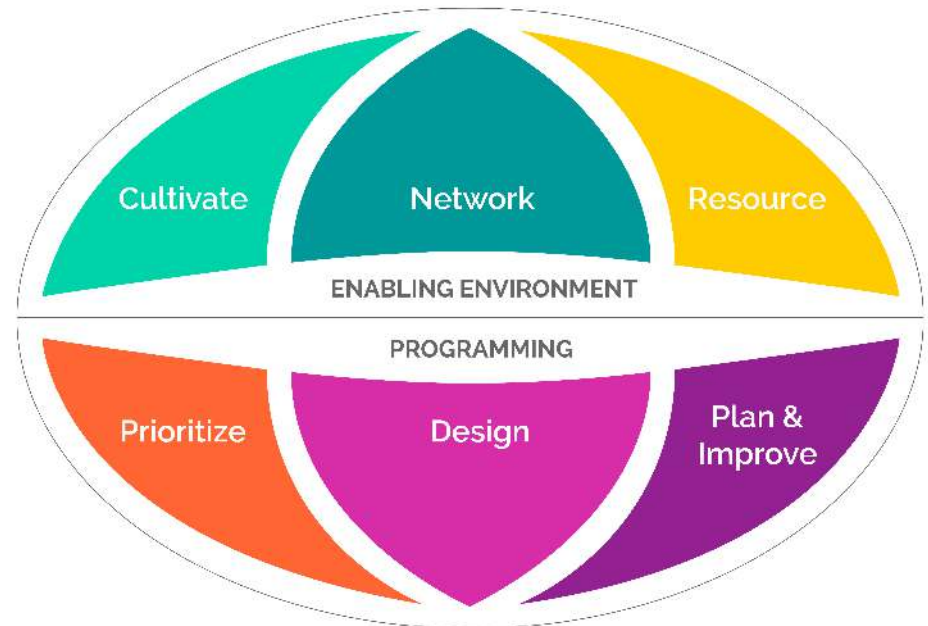 Cultivate
Network
Resource
ENABLING ENVIRONMENT
PROGRAMMING
Prioritize
Design
Plan &
Improve